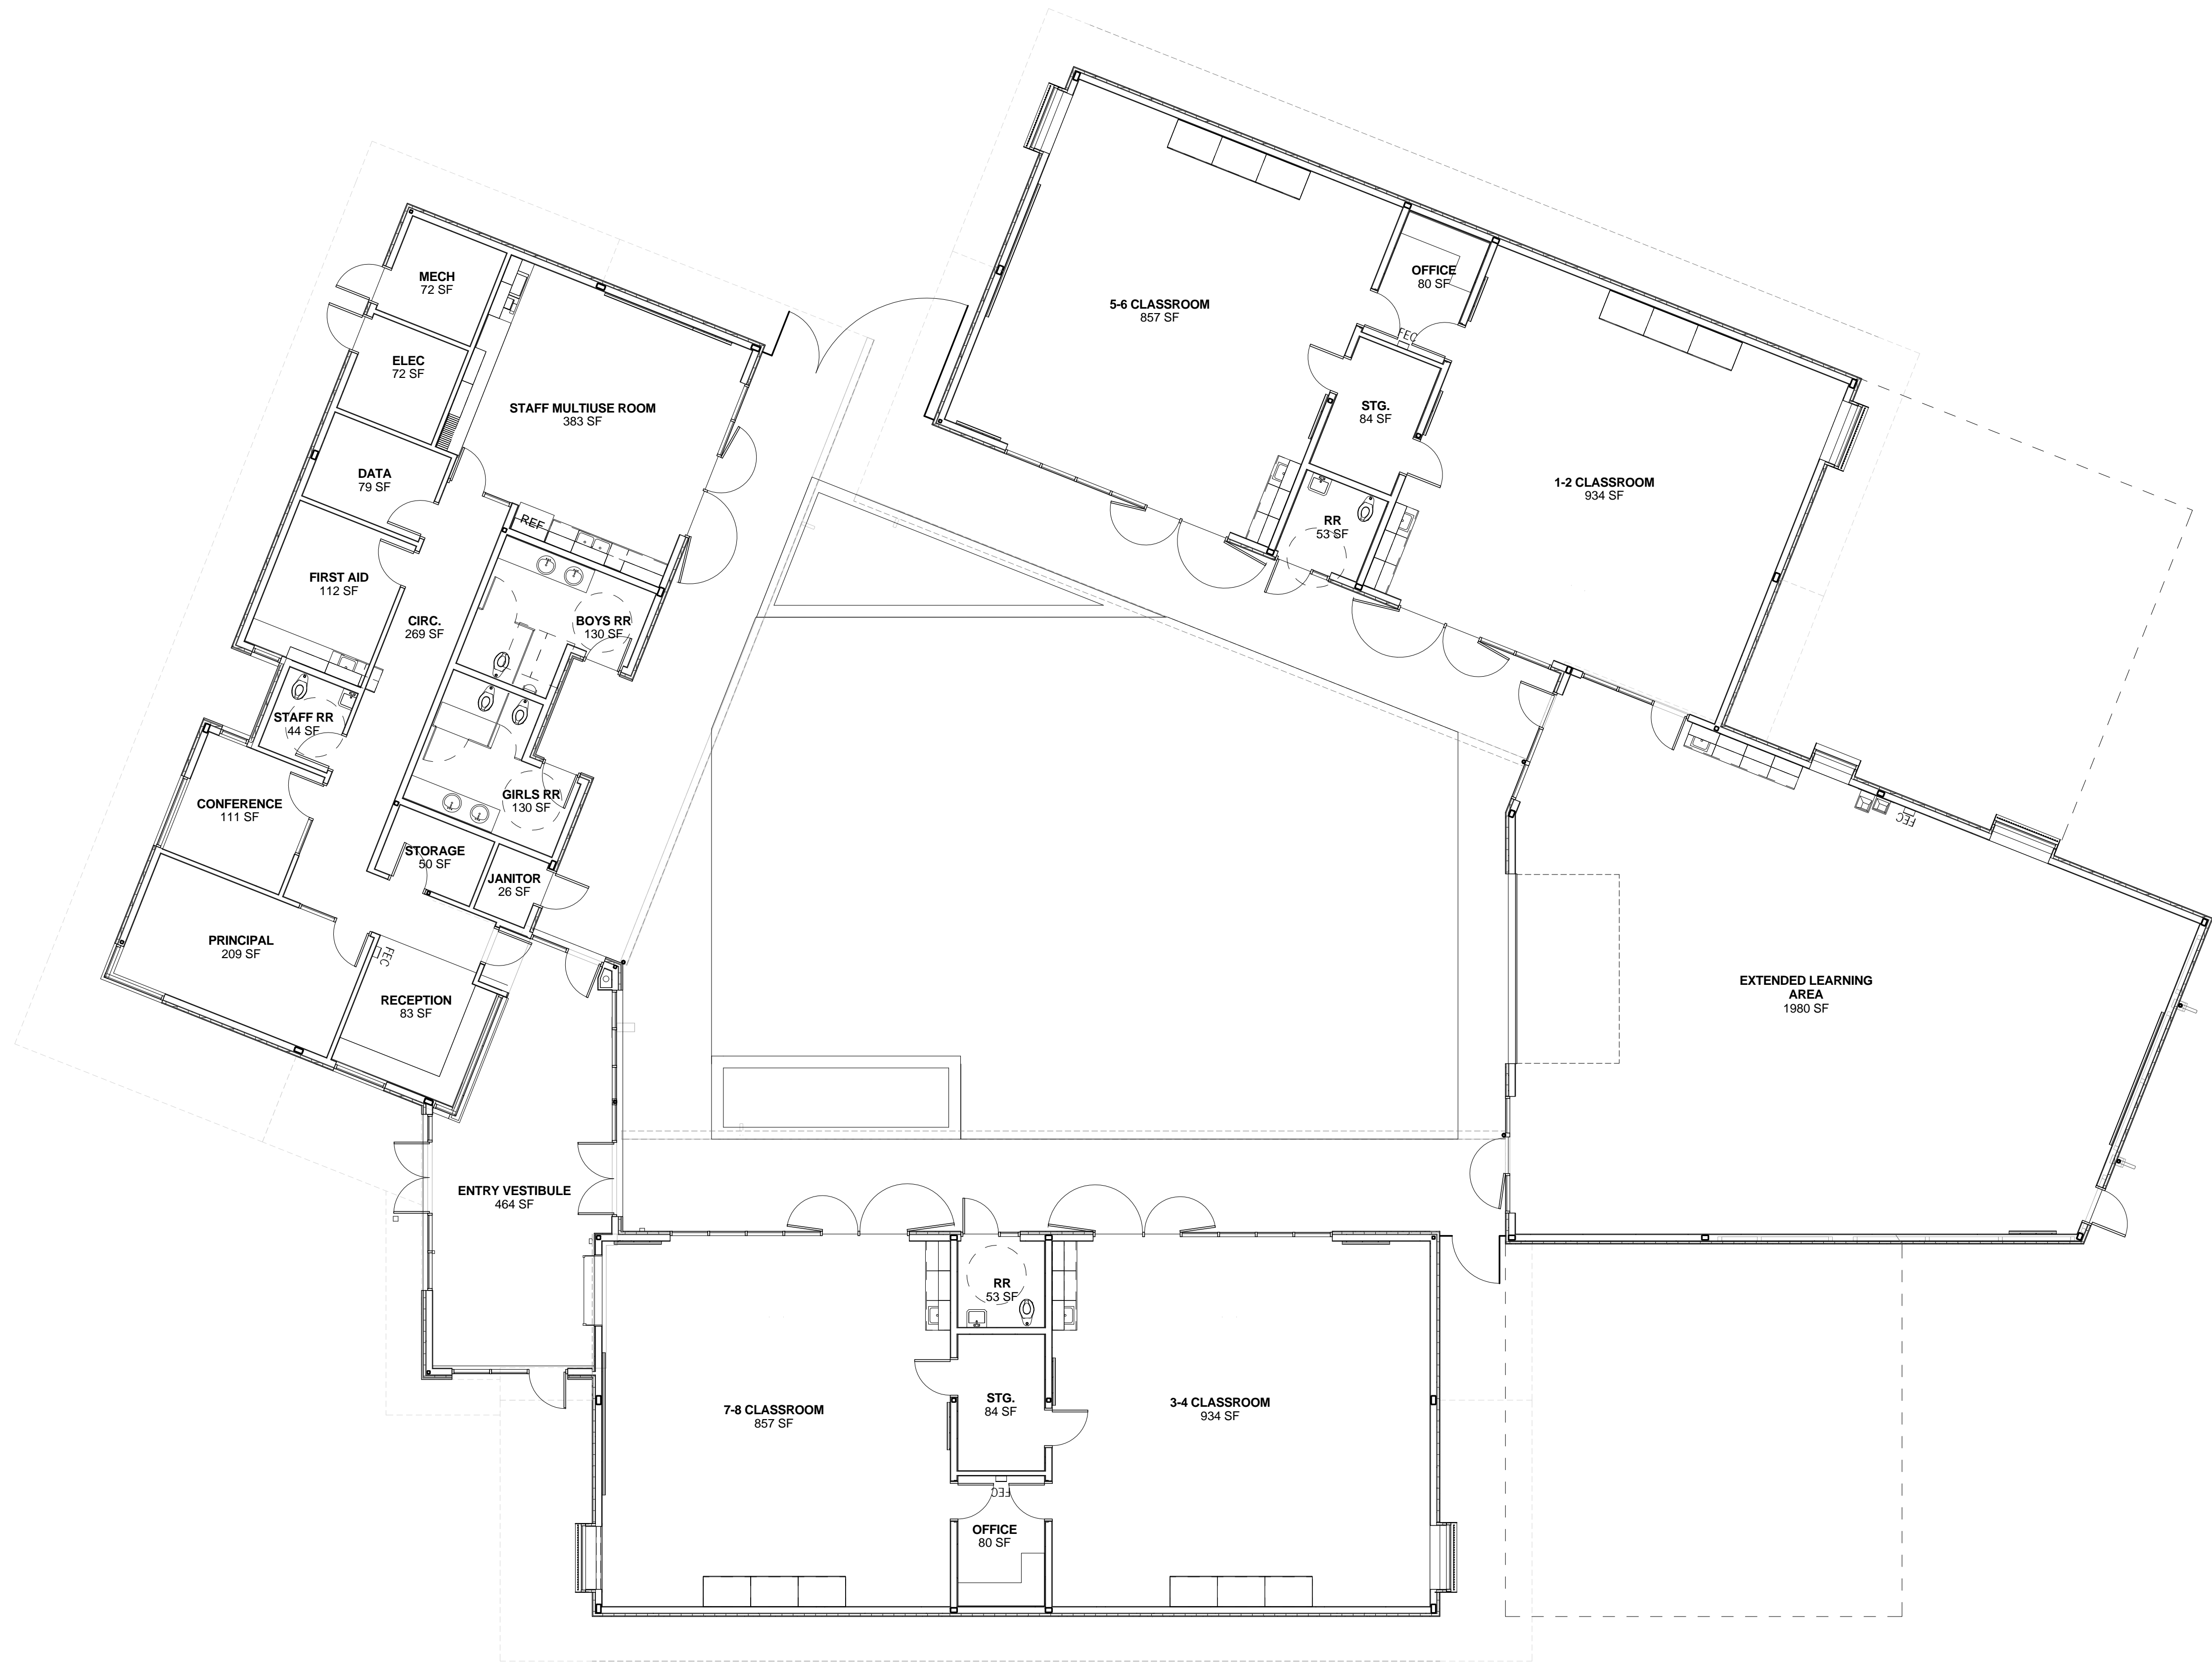 MECH
72 SF
ELEC
72 SF
STAFF MULTIUSE ROOM
383 SF
DATA
79 SF
REF
FIRST AID
112 SF
CIRC.
269 SF
BOYS RR
130 SF
STAFF RR
44 SF
GIRLS RR
130 SF
CONFERENCE
111 SF
STORAGE
50 SF
JANITOR
26 SF
PRINCIPAL
209 SF
FEC
RECEPTION
83 SF
ENTRY VESTIBULE
464 SF
5-6 CLASSROOM
857 SF
OFFICE
80 SF
FEC
STG.
84 SF
RR
53 SF
1-2 CLASSROOM
934 SF
FEC
EXTENDED LEARNING
AREA
1980 SF
7-8 CLASSROOM
857 SF
RR
53 SF
STG.
84 SF
FEC
OFFICE
80 SF
3-4 CLASSROOM
934 SF